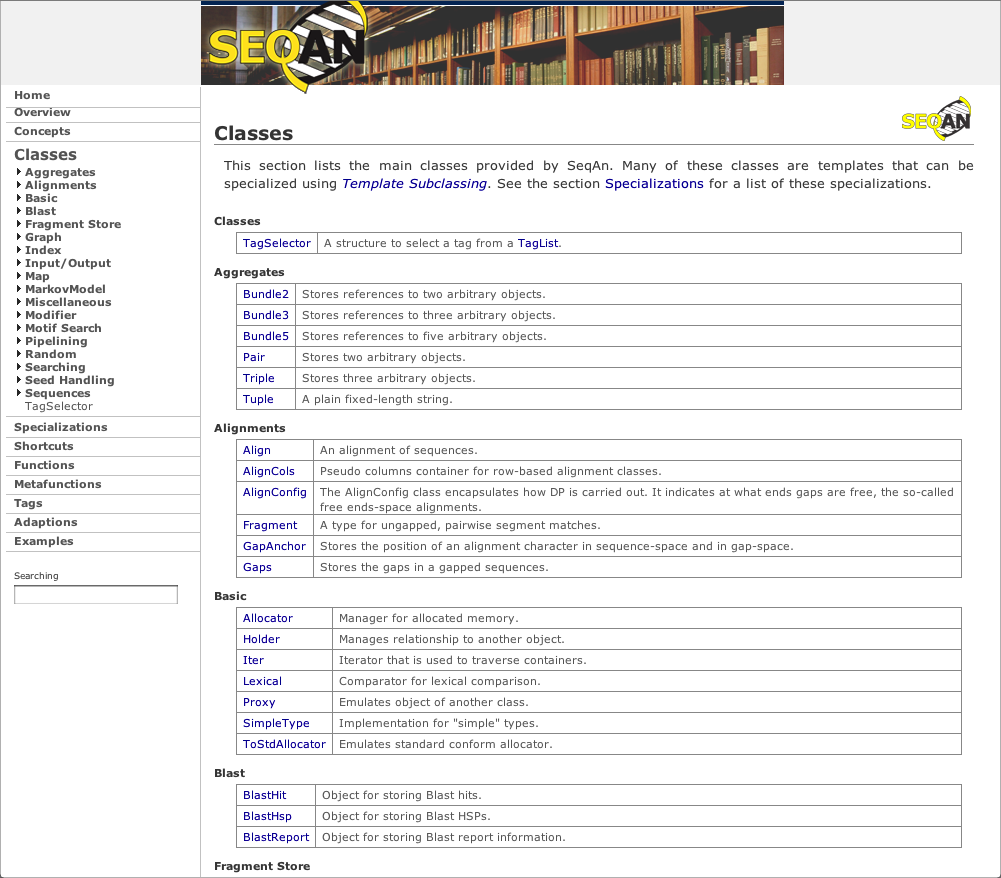 SEQAN
Home
Overview
Concepts
Classes
Aggregates
Alignments
Basic
Blast
Fragment Store
Graph
Index
Input/Output
Map
MarkovModel
Miscellaneous
Modifier
Motif Search
Pipelining
Random
Searching
Seed Handling
Sequences
TagSelector
Specializations
Shortcuts
Functions
Metafunctions
Tags
Adaptions
Examples
Searching
SEQAN
Classes
This section lists the main classes provided by SeqAn. Many of these classes are templates that can be
specialized using Template Subclassing. See the section Specializations for a list of these specializations.
Classes
TagSelector A structure to select a tag from a TagList.
Aggregates
Bundle2 Stores references to two arbitrary objects.
Bundle3 Stores references to three arbitrary objects.
Bundle5 Stores references to five arbitrary objects.
Pair Stores two arbitrary objects.
Triple Stores three arbitrary objects.
Tuple A plain fixed-length string.
Alignments
Align An alignment of sequences.
AlignCols Pseudo columns container for row-based alignment classes.
AlignConfig The AlignConfig class encapsulates how DP is carried out. It indicates at what ends gaps are free, the so-called
free ends-space alignments.
Fragment A type for ungapped, pairwise segment matches.
GapAnchor Stores the position of an alignment character in sequence-space and in gap-space.
Gaps Stores the gaps in a gapped sequences.
Basic
Allocator Manager for allocated memory.
Holder Manages relationship to another object.
Iter Iterator that is used to traverse containers.
Lexical Comparator for lexical comparison.
Proxy Emulates object of another class.
SimpleType Implementation for "simple" types.
ToStdAllocator Emulates standard conform allocator.
Blast
BlastHit Object for storing Blast hits.
BlastHsp Object for storing Blast HSPs.
BlastReport Object for storing Blast report information.
Fragment Store